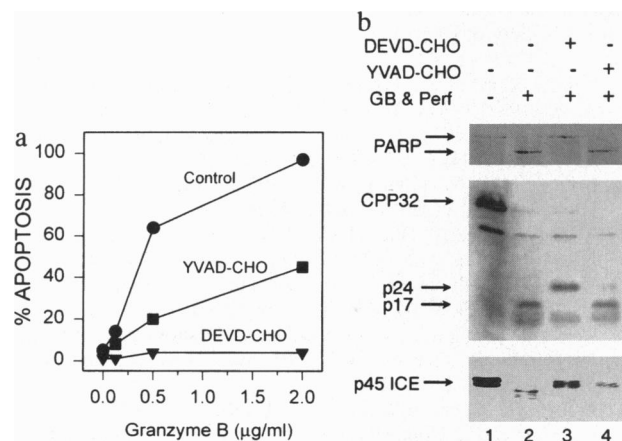 a
% APOPTOSIS
100
80
60
40
20
0
Control
YVAD-CHO
DEVD-CHO
0.0 0.5 1.0 1.5 2.0
Granzyme B (μg/ml)
b
DEVD-CHO - - + -
YVAD-CHO - - - +
GB & Perf - + + +
PARP
CPP32
p24
p17
p45 ICE
1 2 3 4